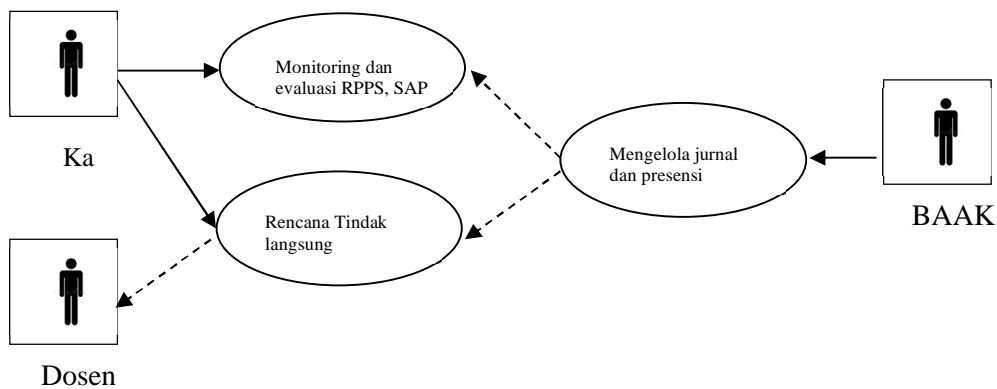 Monitoring dan
evaluasi RPPS, SAP
Ka
Mengelola jurnal
dan presensi
BAAK
Rencana Tindak
langsung
Dosen